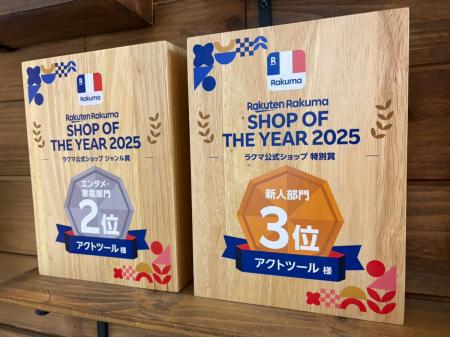 R
Rakuma
Rakuten Rakuma
SHOP OF
THE YEAR 2025
ラクマ公式ショップ ジャンル賞
エンタメ・
家電部門
2位
アクトツール 様
R
Rakuma
Rakuten Rakuma
SHOP OF
THE YEAR 2025
ラクマ公式ショップ 特別賞
新人部門
3位
アクトツール 様